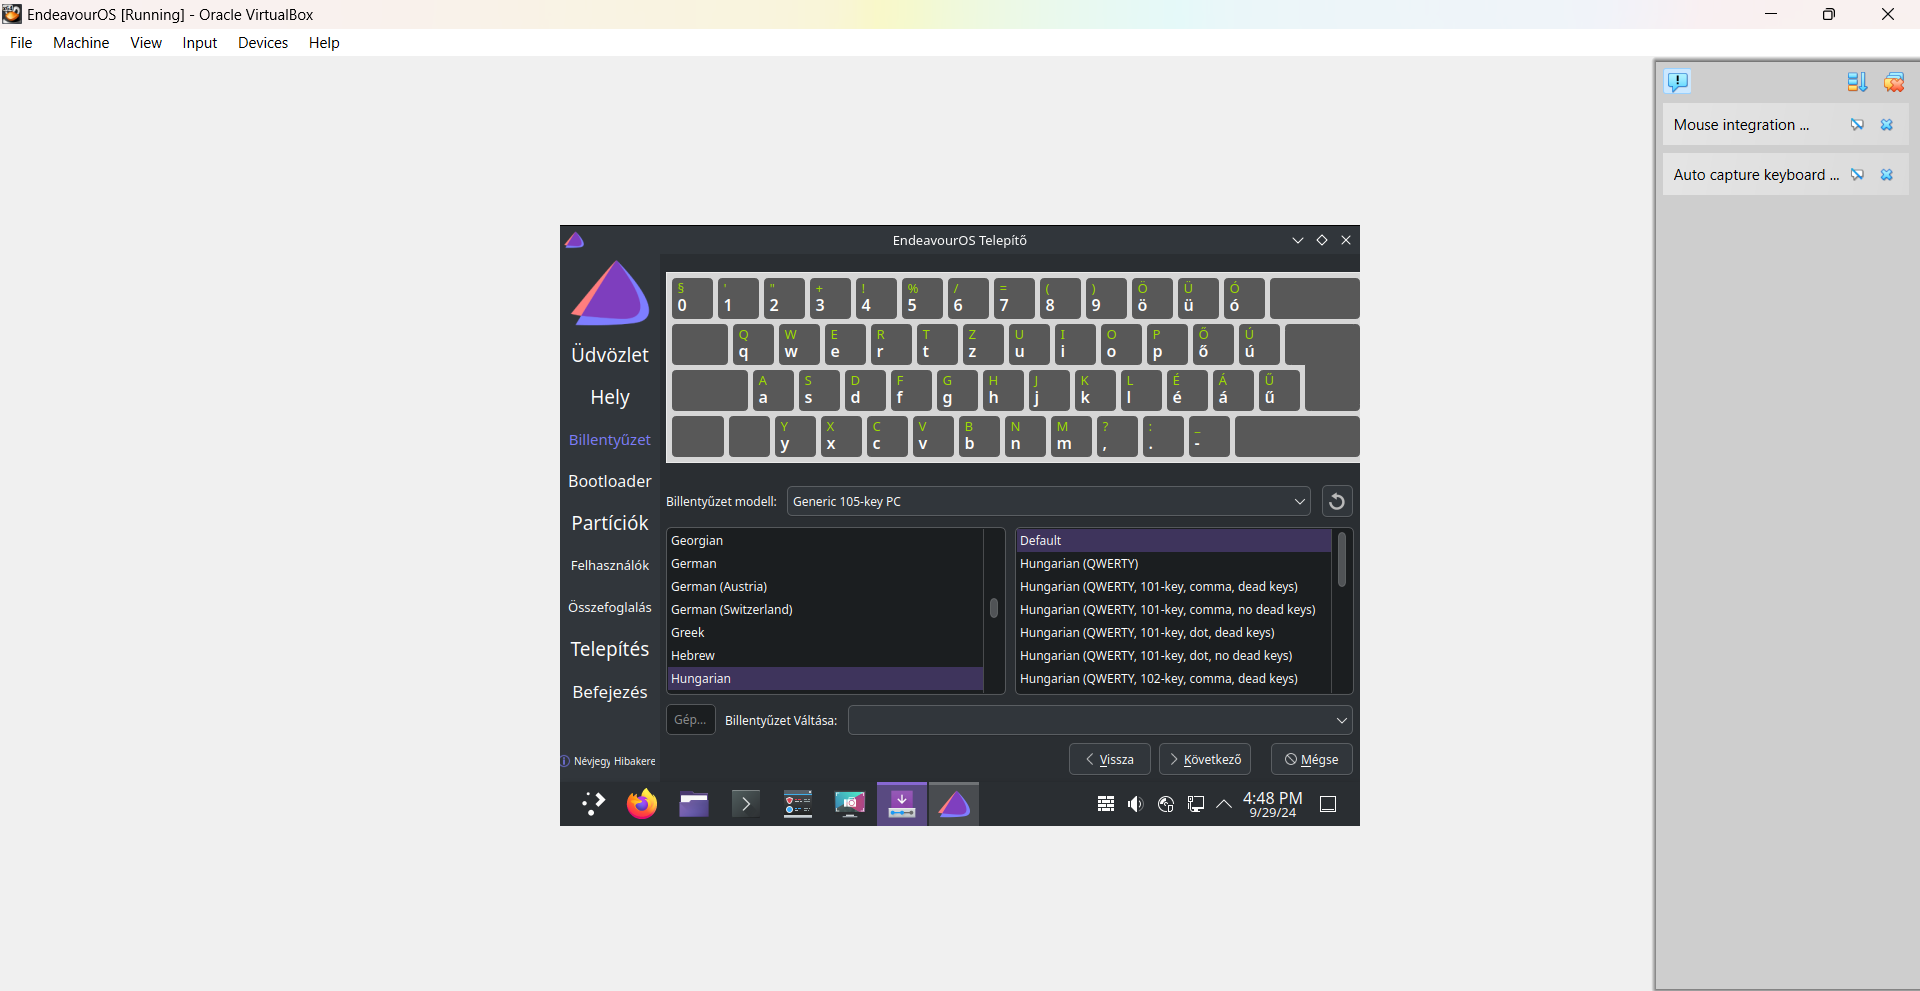 EndeavourOS [Running] - Oracle VirtualBox
File Machine View Input Devices Help
Mouse integration ...
Auto capture keyboard ...
EndeavourOS Telepítő
§ ' " + ! % / = ( ) Ö Ü Ó
0 1 2 3 4 5 6 7 8 9 ö ü ó
Q W E R T Z U I O P Ő Ú
q w e r t z u i o p ő ú
A S D F G H J K L É Á Ű
a s d f g h j k l é á ű
Y X C V B N M ? : _
y x c v b n m , . -
Üdvözlet
Hely
Billentyűzet
Bootloader
Partíciók
Felhasználók
Összefoglalás
Telepítés
Befejezés
Névjegy Hibakere
Billentyűzet modell: Generic 105-key PC
Georgian
German
German (Austria)
German (Switzerland)
Greek
Hebrew
Hungarian
Default
Hungarian (QWERTY)
Hungarian (QWERTY, 101-key, comma, dead keys)
Hungarian (QWERTY, 101-key, comma, no dead keys)
Hungarian (QWERTY, 101-key, dot, dead keys)
Hungarian (QWERTY, 101-key, dot, no dead keys)
Hungarian (QWERTY, 102-key, comma, dead keys)
Gép... Billentyűzet Váltása:
Vissza Következő Mégse
4:48 PM
9/29/24